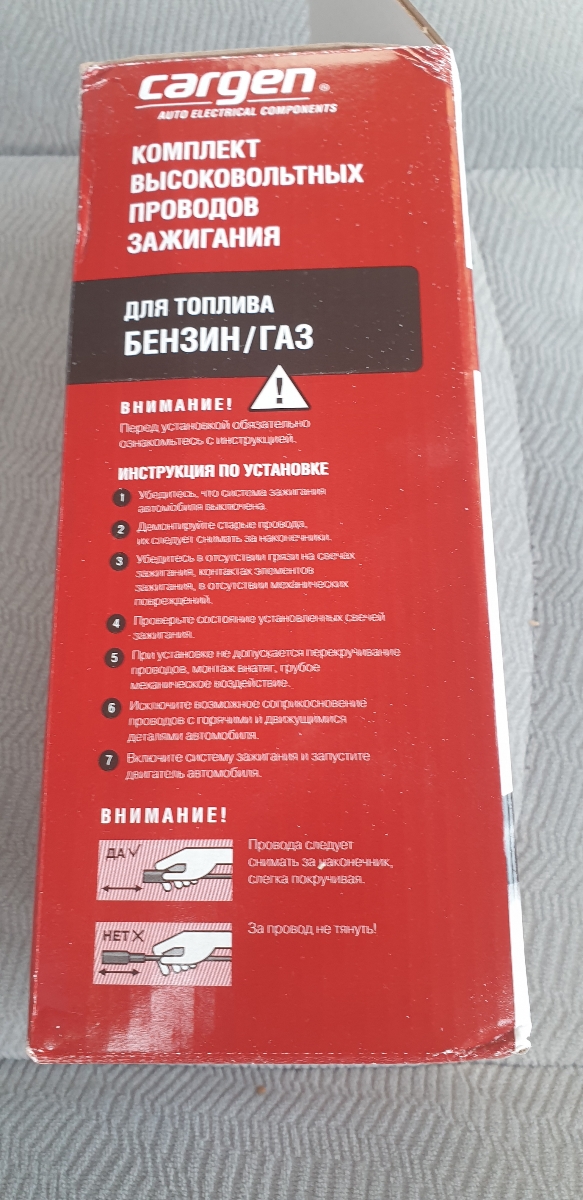 cargen®
AUTO ELECTRICAL COMPONENTS
КОМПЛЕКТ
ВЫСОКОВОЛЬТНЫХ
ПРОВОДОВ
ЗАЖИГАНИЯ
ДЛЯ ТОПЛИВА
БЕНЗИН/ГАЗ
ВНИМАНИЕ!
Перед установкой обязательно
ознакомьтесь с инструкцией.
ИНСТРУКЦИЯ ПО УСТАНОВКЕ
1 Убедитесь, что система зажигания
автомобиля выключена.
2 Демонтируйте старые провода,
их следует снимать за наконечники.
3 Убедитесь в отсутствии грязи на свечах
зажигания, контактах элементов
зажигания, в отсутствии механических
повреждений.
4 Проверьте состояние установленных свечей
зажигания.
5 При установке не допускается перекручивание
проводов, монтаж внатяг, грубое
механическое воздействие.
6 Исключите возможное соприкосновение
проводов с горячими и движущимися
деталями автомобиля.
7 Включите систему зажигания и запустите
двигатель автомобиля.
ВНИМАНИЕ!
ДА
Провода следует
снимать за наконечник,
слегка покручивая.
НЕТ
За провод не тянуть!